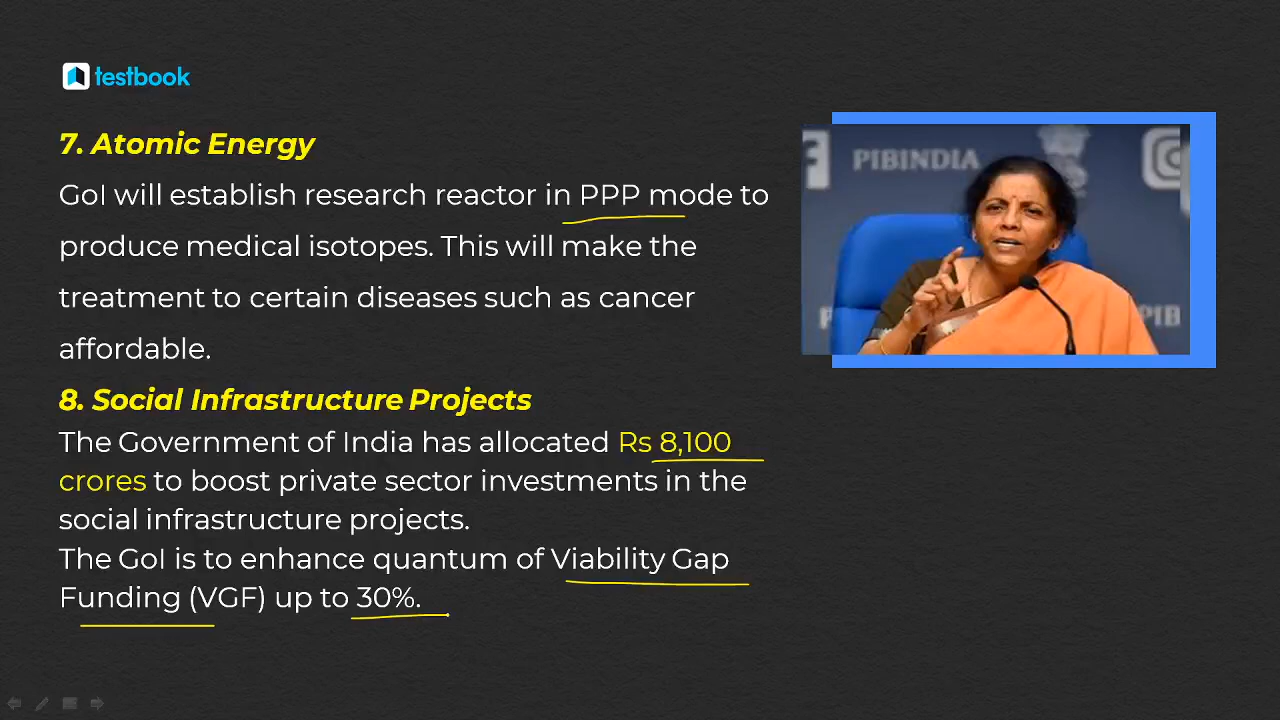 testbook
7. Atomic Energy
GoI will establish research reactor in PPP mode to
produce medical isotopes. This will make the
treatment to certain diseases such as cancer
affordable.
8. Social Infrastructure Projects
The Government of India has allocated Rs 8,100
crores to boost private sector investments in the
social infrastructure projects.
The GoI is to enhance quantum of Viability Gap
Funding (VGF) up to 30%.
PIBINDIA
PIB